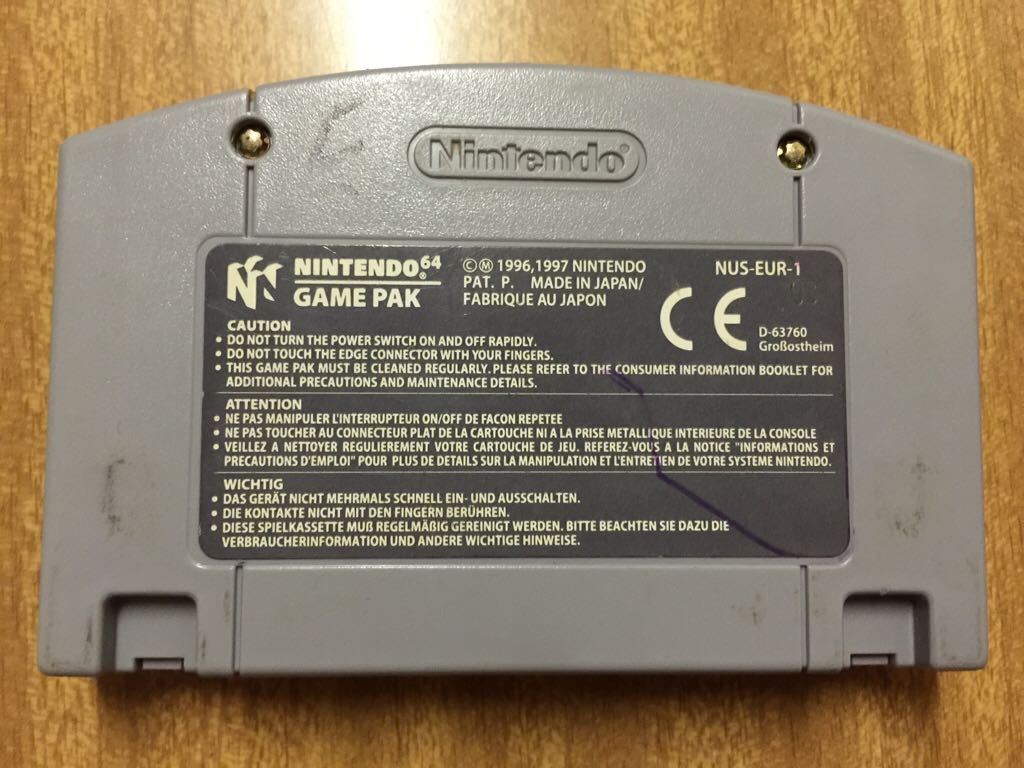 Nintendo®
NINTENDO 64®
GAME PAK
©Ⓜ 1996,1997 NINTENDO
PAT. P. MADE IN JAPAN/
FABRIQUE AU JAPON
NUS-EUR-1
CE
D-63760
Großostheim
CAUTION
• DO NOT TURN THE POWER SWITCH ON AND OFF RAPIDLY.
• DO NOT TOUCH THE EDGE CONNECTOR WITH YOUR FINGERS.
• THIS GAME PAK MUST BE CLEANED REGULARLY. PLEASE REFER TO THE CONSUMER INFORMATION BOOKLET FOR
ADDITIONAL PRECAUTIONS AND MAINTENANCE DETAILS.
ATTENTION
• NE PAS MANIPULER L'INTERRUPTEUR ON/OFF DE FACON REPETEE
• NE PAS TOUCHER AU CONNECTEUR PLAT DE LA CARTOUCHE NI A LA PRISE METALLIQUE INTERIEURE DE LA CONSOLE
• VEILLEZ A NETTOYER REGULIEREMENT VOTRE CARTOUCHE DE JEU. REFEREZ-VOUS A LA NOTICE "INFORMATIONS ET
PRECAUTIONS D'EMPLOI" POUR PLUS DE DETAILS SUR LA MANIPULATION ET L'ENTRETIEN DE VOTRE SYSTEME NINTENDO.
WICHTIG
• DAS GERÄT NICHT MEHRMALS SCHNELL EIN- UND AUSSCHALTEN.
• DIE KONTAKTE NICHT MIT DEN FINGERN BERÜHREN.
• DIESE SPIELKASSETTE MUß REGELMÄßIG GEREINIGT WERDEN. BITTE BEACHTEN SIE DAZU DIE
VERBRAUCHERINFORMATION UND ANDERE WICHTIGE HINWEISE.